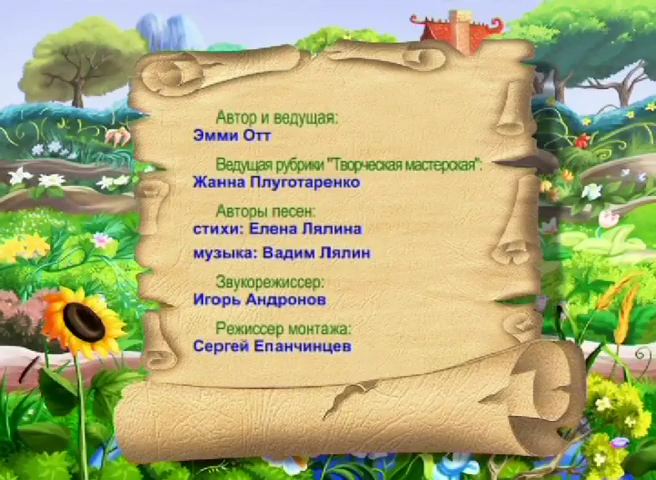 Автор и ведущая:
Эмми Отт
Ведущая рубрики "Творческая мастерская":
Жанна Плуготаренко
Авторы песен:
стихи: Елена Лялина
музыка: Вадим Лялин
Звукорежиссер:
Игорь Андронов
Режиссер монтажа:
Сергей Епанчинцев